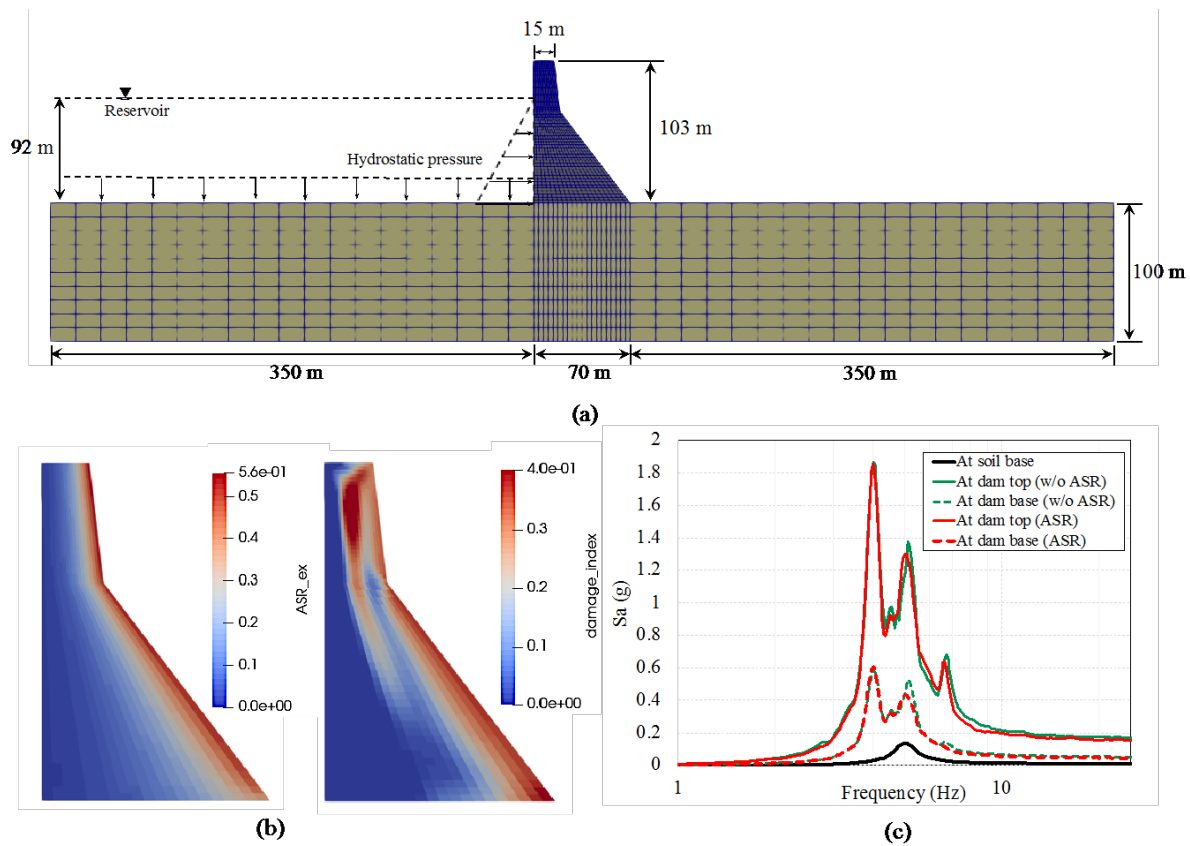 15 m
Reservoir
92 m
103 m
Hydrostatic pressure
100 m
350 m
70 m
350 m
(a)
5.6e-01
0.5
0.4
0.3
0.2
0.1
0.0e+00
ASR_ex
4.0e-01
0.3
0.2
0.1
0.0e+00
damage_index
(b)
2
1.8
1.6
1.4
1.2
1
0.8
0.6
0.4
0.2
0
Sa (g)
At soil base
At dam top (w/o ASR)
At dam base (w/o ASR)
At dam top (ASR)
At dam base (ASR)
1
Frequency (Hz)
10
(c)